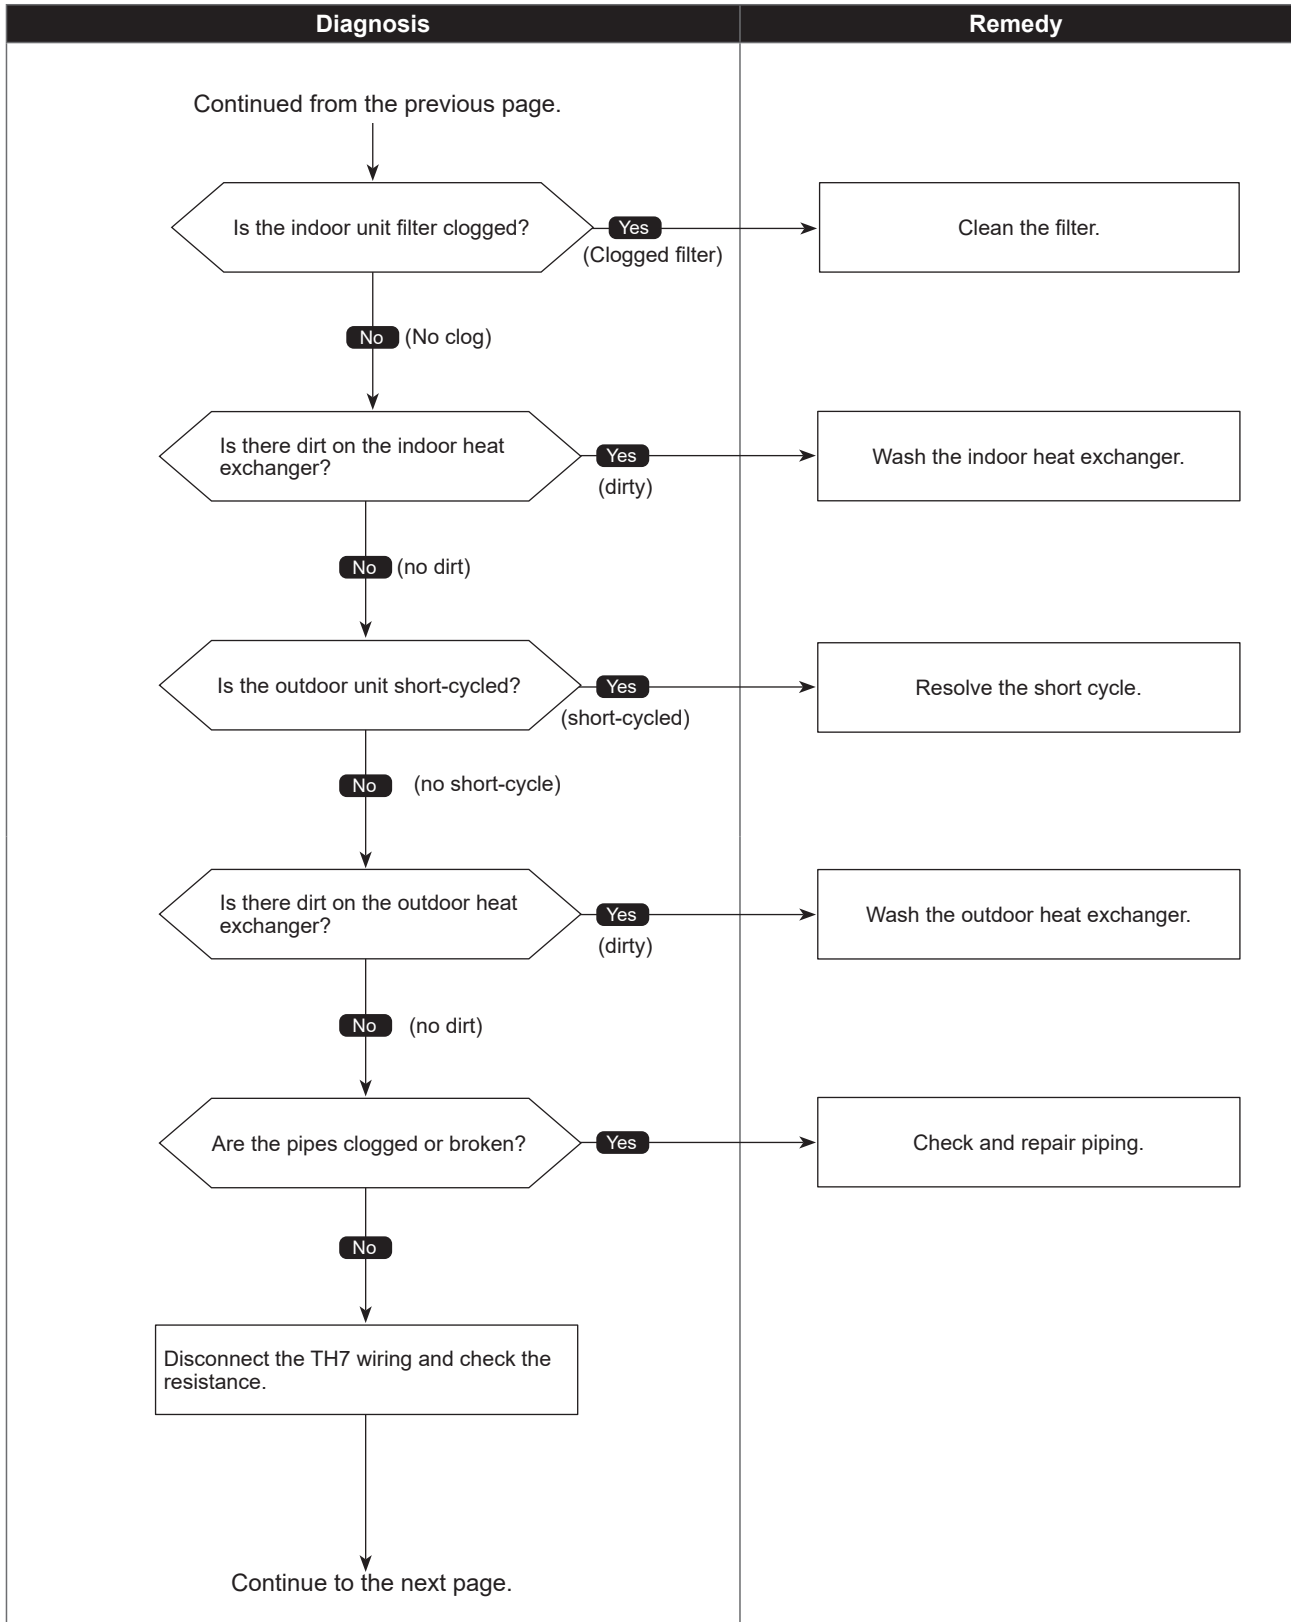 Diagnosis
Remedy
Continued from the previous page.
Is the indoor unit filter clogged?
Yes
(Clogged filter)
Clean the filter.
No (No clog)
Is there dirt on the indoor heat
exchanger?
Yes
(dirty)
Wash the indoor heat exchanger.
No (no dirt)
Is the outdoor unit short-cycled?
Yes
(short-cycled)
Resolve the short cycle.
No (no short-cycle)
Is there dirt on the outdoor heat
exchanger?
Yes
(dirty)
Wash the outdoor heat exchanger.
No (no dirt)
Are the pipes clogged or broken?
Yes
Check and repair piping.
No
Disconnect the TH7 wiring and check the
resistance.
Continue to the next page.